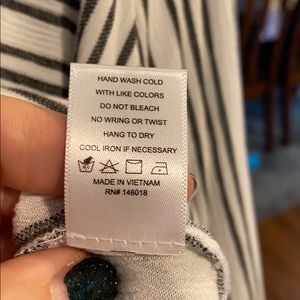 HAND WASH COLD
WITH LIKE COLORS
DO NOT BLEACH
NO WRING OR TWIST
HANG TO DRY
COOL IRON IF NECESSARY
MADE IN VIETNAM
RN# 146018